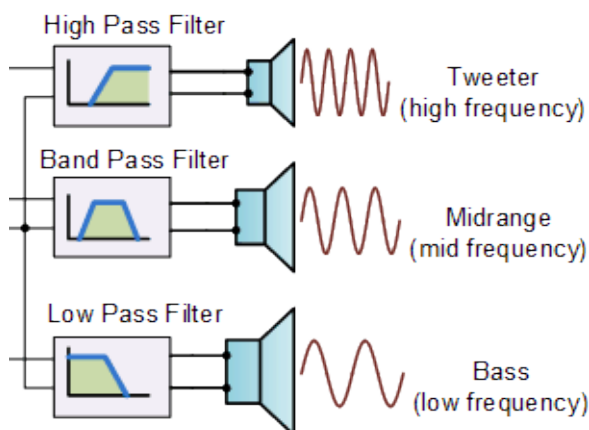 High Pass Filter
Tweeter
(high frequency)
Band Pass Filter
Midrange
(mid frequency)
Low Pass Filter
Bass
(low frequency)